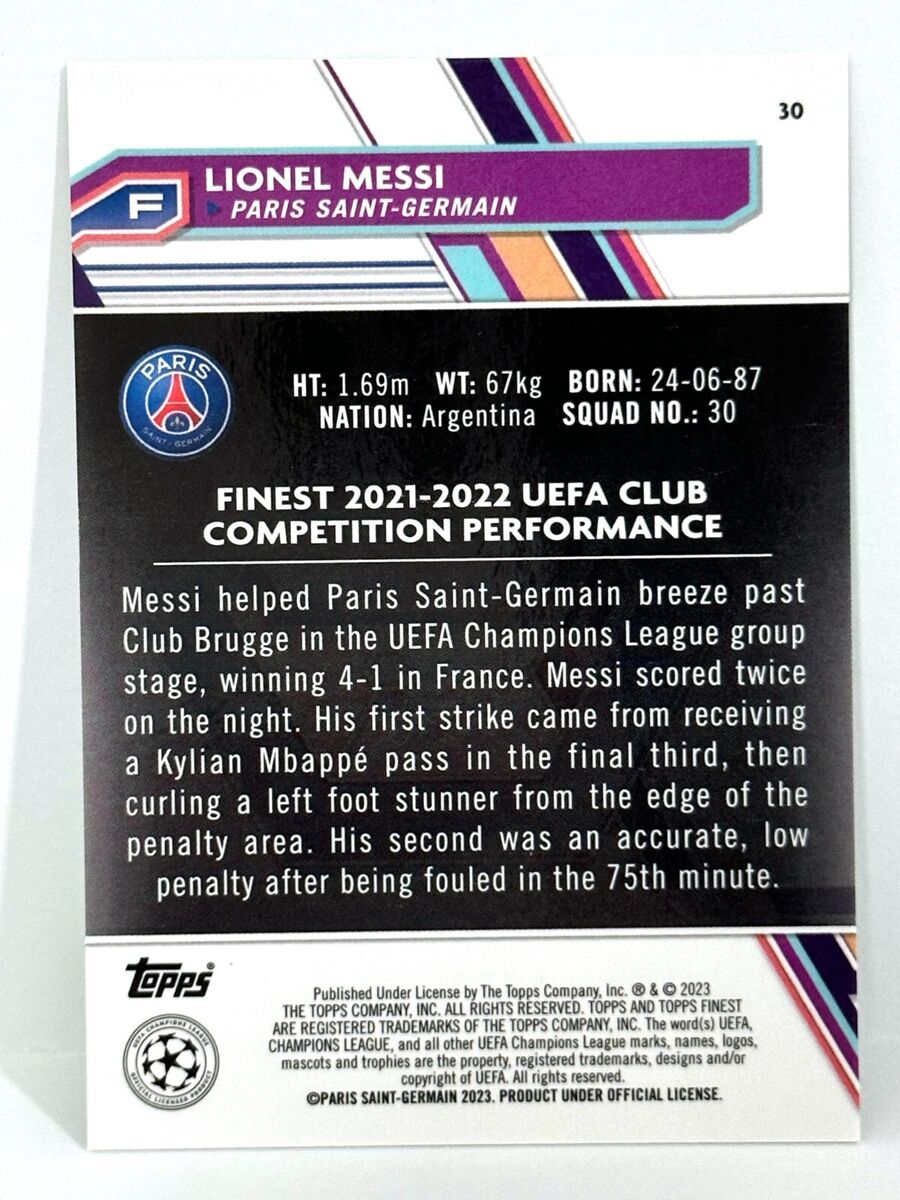 30
LIONEL MESSI
F
PARIS SAINT-GERMAIN
PARIS
SAINT-GERMAIN
HT: 1.69m WT: 67kg BORN: 24-06-87
NATION: Argentina SQUAD NO.: 30
FINEST 2021-2022 UEFA CLUB
COMPETITION PERFORMANCE
Messi helped Paris Saint-Germain breeze past
Club Brugge in the UEFA Champions League group
stage, winning 4-1 in France. Messi scored twice
on the night. His first strike came from receiving
a Kylian Mbappé pass in the final third, then
curling a left foot stunner from the edge of the
penalty area. His second was an accurate, low
penalty after being fouled in the 75th minute.
topps®
Published Under License by The Topps Company, Inc. ® & © 2023
THE TOPPS COMPANY, INC. ALL RIGHTS RESERVED. TOPPS AND TOPPS FINEST
ARE REGISTERED TRADEMARKS OF THE TOPPS COMPANY, INC. The word(s) UEFA,
CHAMPIONS LEAGUE, and all other UEFA Champions League marks, names, logos,
mascots and trophies are the property, registered trademarks, designs and/or
copyright of UEFA. All rights reserved.
©PARIS SAINT-GERMAIN 2023. PRODUCT UNDER OFFICIAL LICENSE.
UEFA CHAMPIONS LEAGUE
OFFICIAL LICENSED PRODUCT